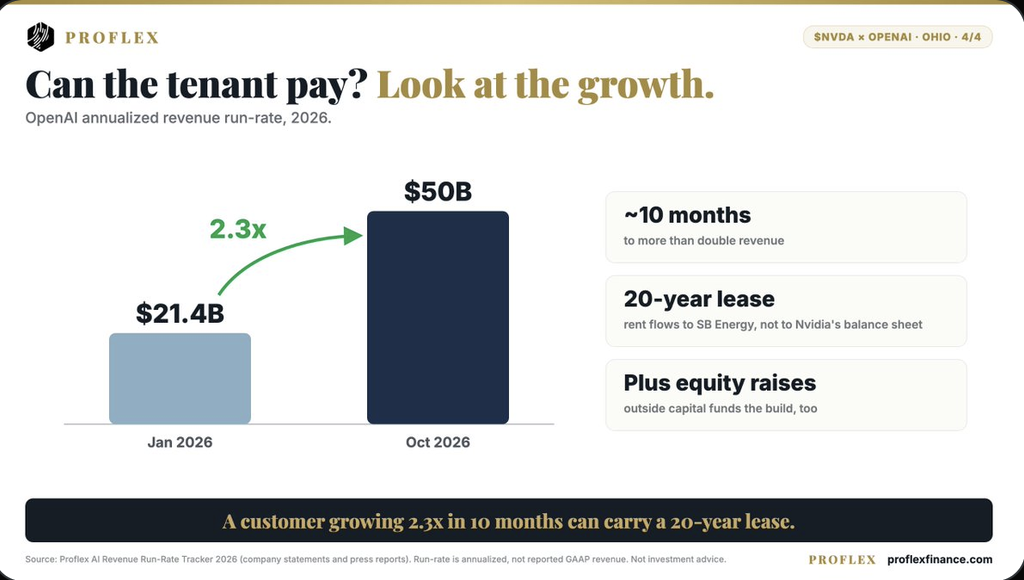 PROFLEX
$NVDA × OPENAI · OHIO · 4/4
Can the tenant pay? Look at the growth.
OpenAI annualized revenue run-rate, 2026.
$50B
2.3x
$21.4B
Jan 2026
Oct 2026
~10 months
to more than double revenue
20-year lease
rent flows to SB Energy, not to Nvidia's balance sheet
Plus equity raises
outside capital funds the build, too
A customer growing 2.3x in 10 months can carry a 20-year lease.
Source: Proflex AI Revenue Run-Rate Tracker 2026 (company statements and press reports). Run-rate is annualized, not reported GAAP revenue. Not investment advice.
PROFLEX proflexfinance.com